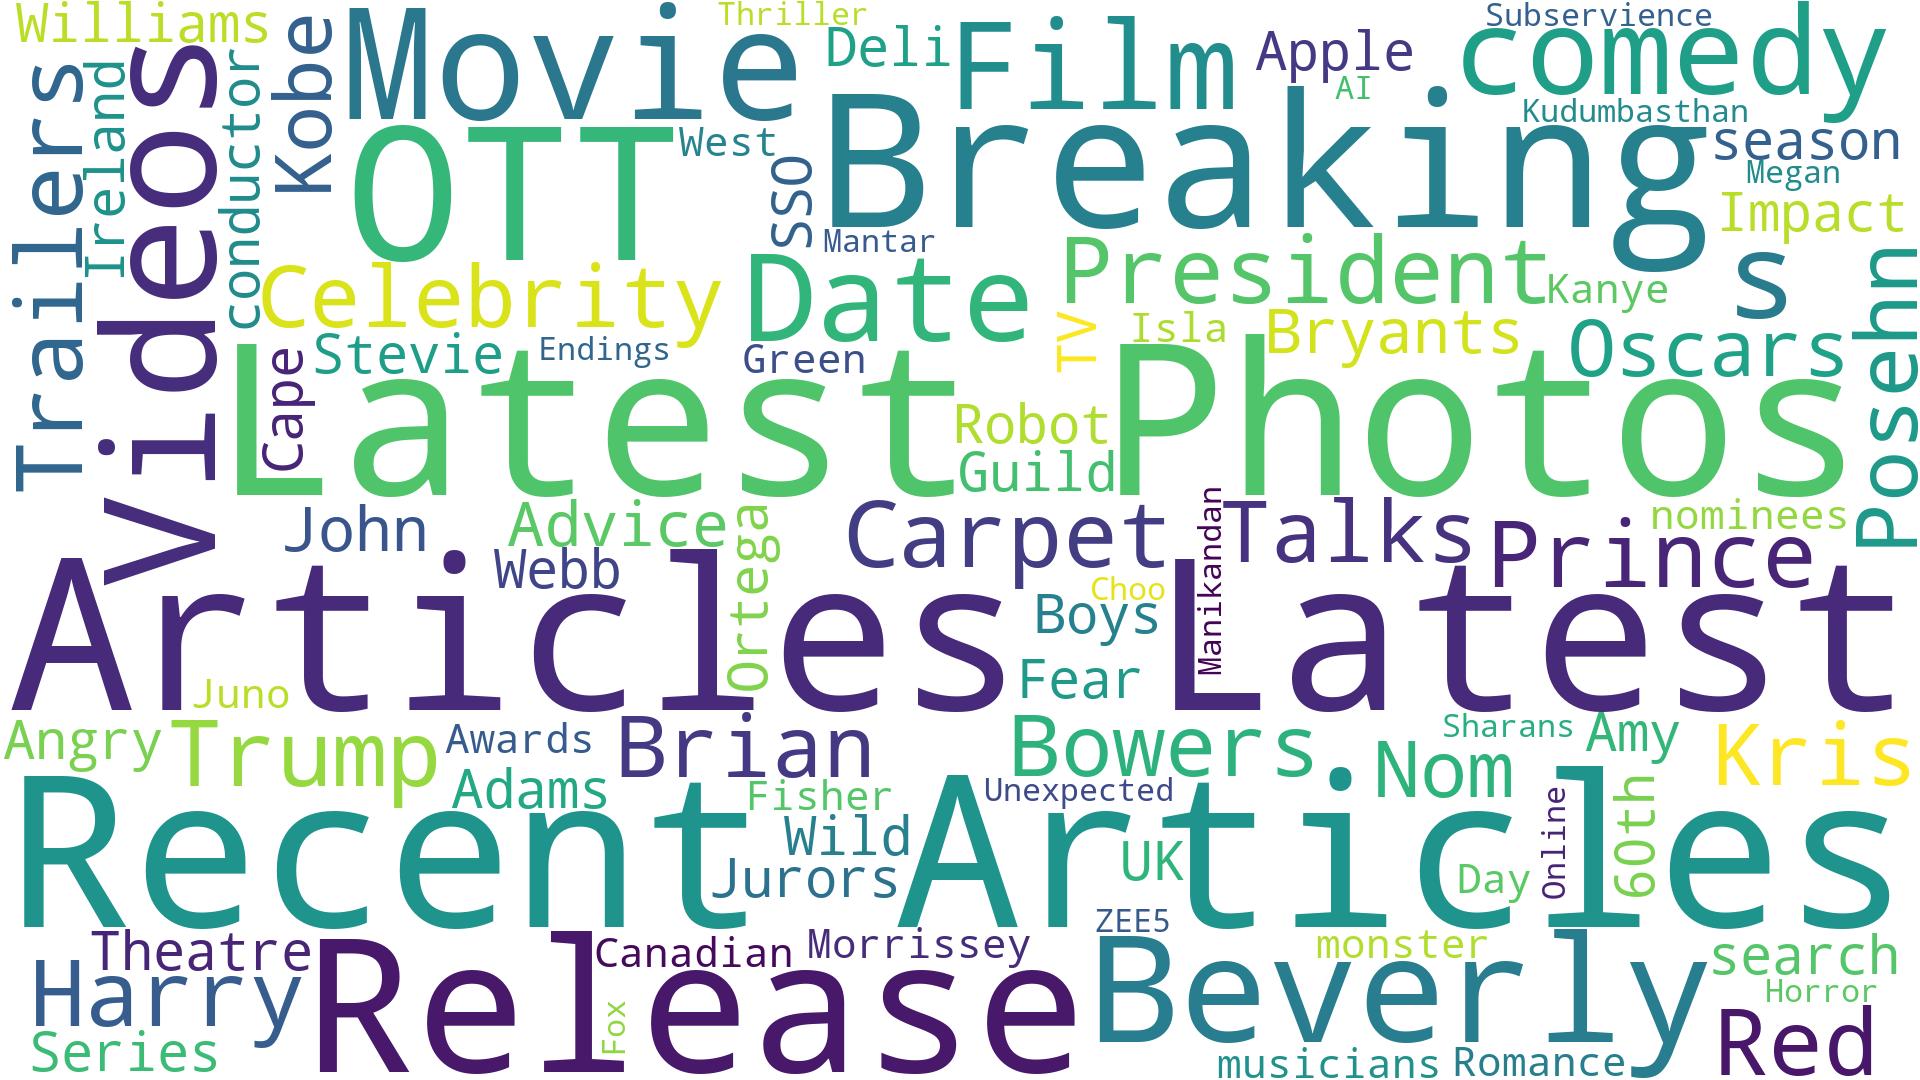 Williams
Movie
Thriller
Deli
Film
Apple
AI
Subservience
comedy
Trailers
Ireland
Videos
conductor
Kobe
OTT
West
SSO
Breaking
Kudumbasthan
season
Megan
Impact
Mantar
Celebrity
Date
President
Kanye
s
Posehn
Stevie
Endings
Green
TV
Isla
Bryants
Oscars
Cape
Latest
Robot
Guild
Photos
John
Advice
Webb
Ortega
Carpet
Manikandan
Talks
Prince
nominees
Articles
Choo
Boys
Fear
Latest
Juno
Angry
Trump
Awards
Brian
Bowers
Sharans
Amy
Nom
Kris
Adams
Fisher
Unexpected
Recent
Wild
Jurors
Articles
UK
Day
Online
60th
ZEE5
Theatre
Harry
Release
Canadian
Morrissey
Fox
Beverly
monster
search
Horror
Series
musicians
Romance
Red